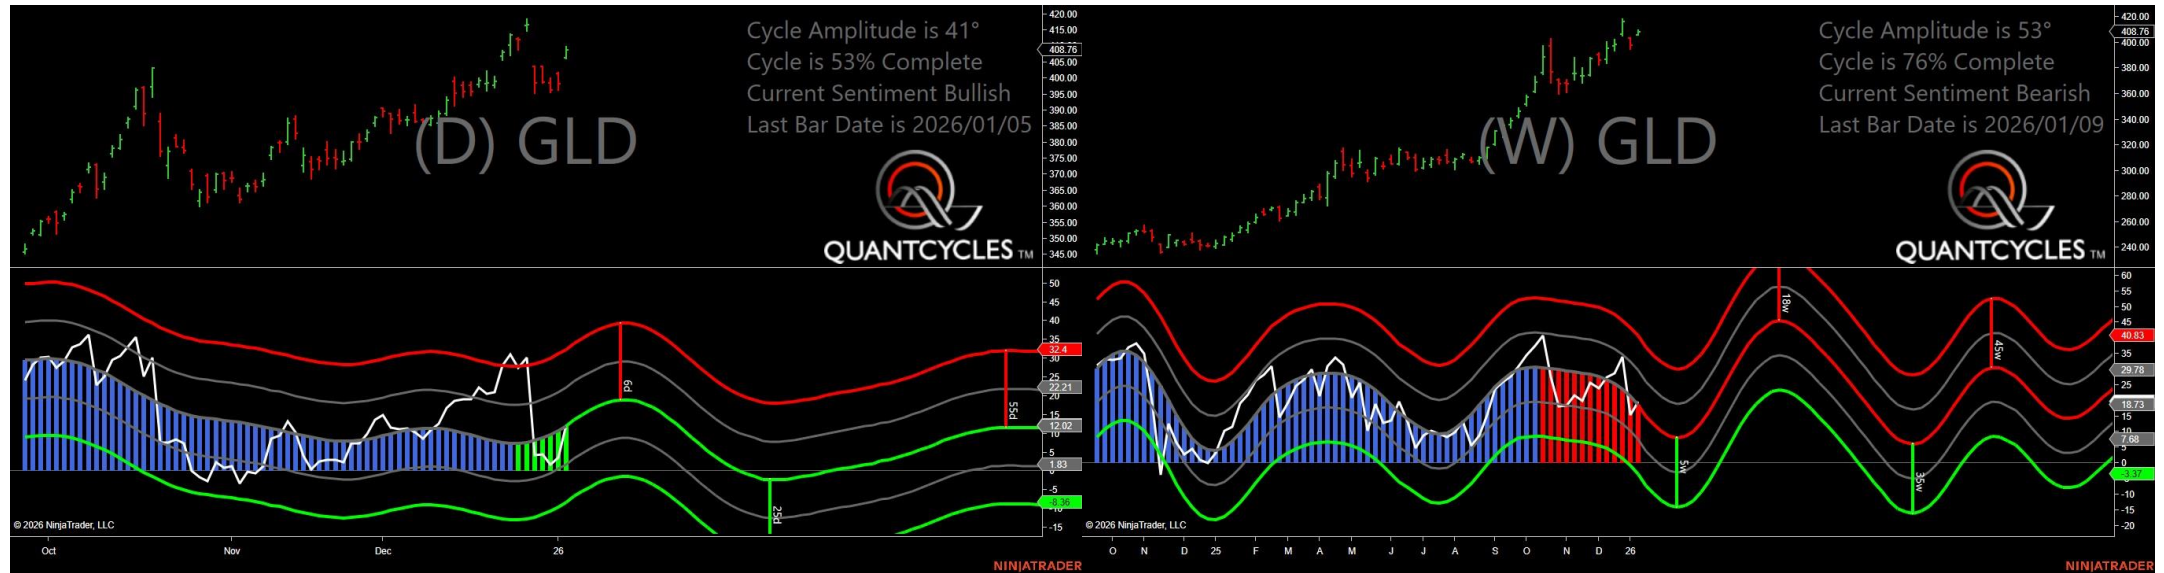 Cycle Amplitude is 41°
Cycle is 53% Complete
Current Sentiment Bullish
Last Bar Date is 2026/01/05
(D) GLD
QUANTCYCLES TM
420.00
415.00
408.76
405.00
400.00
395.00
390.00
385.00
380.00
375.00
370.00
365.00
360.00
355.00
350.00
345.00
50
45
40
32.4
30
25
22.21
20
15
12.02
10
5
1.83
0
-5
-8.36
-15
6d
25d
55d
© 2026 NinjaTrader, LLC
Oct
Nov
Dec
26
NINJATRADER
Cycle Amplitude is 53°
Cycle is 76% Complete
Current Sentiment Bearish
Last Bar Date is 2026/01/09
(W) GLD
QUANTCYCLES TM
420.00
408.76
400.00
380.00
360.00
340.00
320.00
300.00
280.00
260.00
240.00
60
55
50
45
40.83
35
29.78
25
18.73
15
7.68
0
-3.37
-10
-15
-20
5w
18w
35w
45w
© 2026 NinjaTrader, LLC
O
N
D
25
F
M
A
M
J
J
A
S
O
N
D
26
NINJATRADER